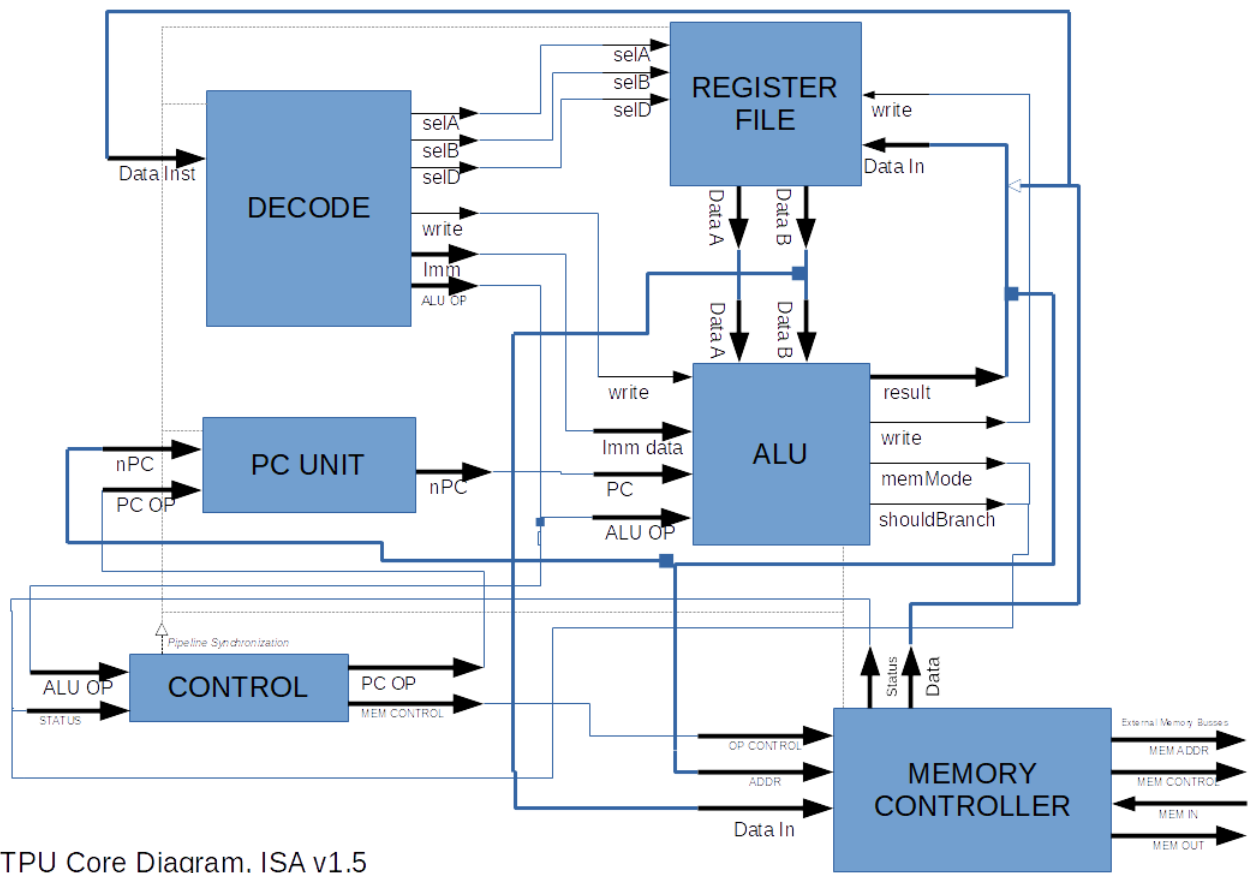 selA
selB
selD
REGISTER
FILE
write
Data In
Data Inst
DECODE
selA
selB
selD
write
Imm
ALU OP
Data A
Data B
Data A
Data B
write
Imm data
PC
ALU OP
ALU
result
write
memMode
shouldBranch
nPC
PC OP
PC UNIT
nPC
Pipeline Synchronization
ALU OP
STATUS
CONTROL
PC OP
MEM CONTROL
Status
Data
OP CONTROL
ADDR
Data In
MEMORY
CONTROLLER
External Memory Busses
MEM ADDR
MEM CONTROL
MEM IN
MEM OUT
TPU Core Diagram. ISA v1.5